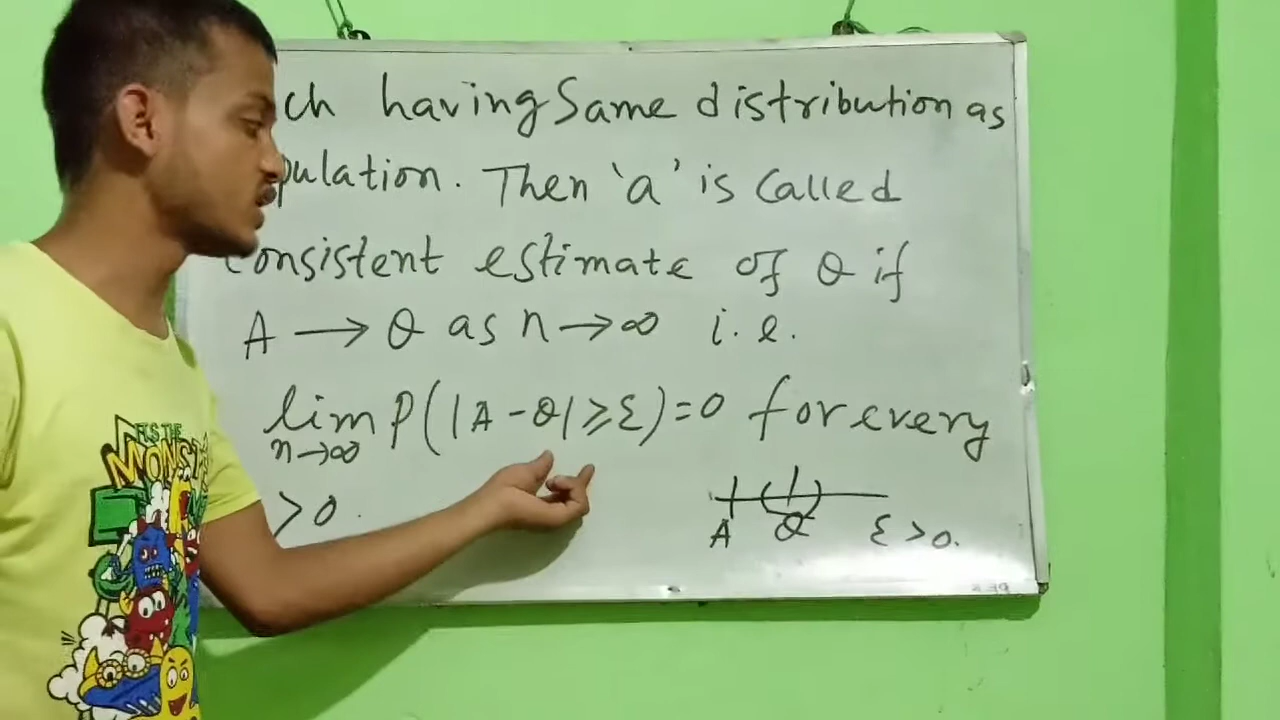 ch having Same distribution as
pulation. Then 'a' is called
Consistent estimate of θ if
A → θ as n → ∞ i.e.
lim P(|A - θ| ≥ ε) = 0 for every
n→∞
> 0.
A θ ε > 0.
MONST